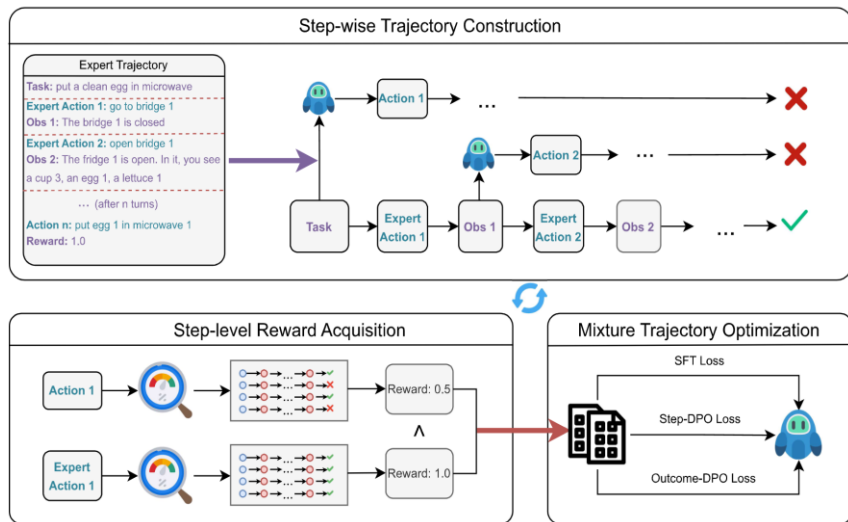 Step-wise Trajectory Construction
Expert Trajectory
Task: put a clean egg in microwave
Expert Action 1: go to bridge 1
Obs 1: The bridge 1 is closed
Expert Action 2: open bridge 1
Obs 2: The fridge 1 is open. In it, you see
a cup 3, an egg 1, a lettuce 1
... (after n turns)
Action n: put egg 1 in microwave 1
Reward: 1.0
Action 1
...
Action 2
...
Task
Expert
Action 1
Obs 1
Expert
Action 2
Obs 2
...
Step-level Reward Acquisition
Action 1
%
...
...
...
...
Reward: 0.5
^
Expert
Action 1
%
...
...
...
...
Reward: 1.0
Mixture Trajectory Optimization
SFT Loss
Step-DPO Loss
Outcome-DPO Loss